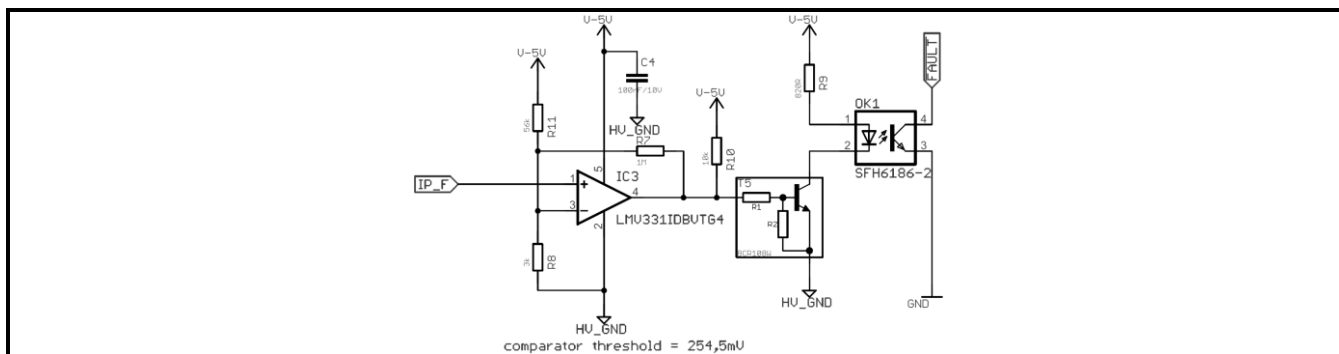 V-5V
V-5V
V-5V
V-5V
C4
100nF/10V
HV_GND
R11
56k
R7
1M
R10
10k
R9
820R
FAULT
OK1
1
2
4
3
SFH6186-2
IP_F
1
3
5
2
4
IC3
LMV331IDBVTG4
T5
R1
R2
BCR108W
R8
3k
HV_GND
HV_GND
GND
comparator threshold = 254,5mV